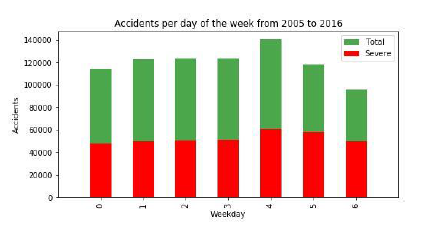 Accidents per day of the week from 2005 to 2016
Total
Severe
Accidents
140000
120000
100000
80000
60000
40000
20000
0
0 1 2 3 4 5 6
Weekday